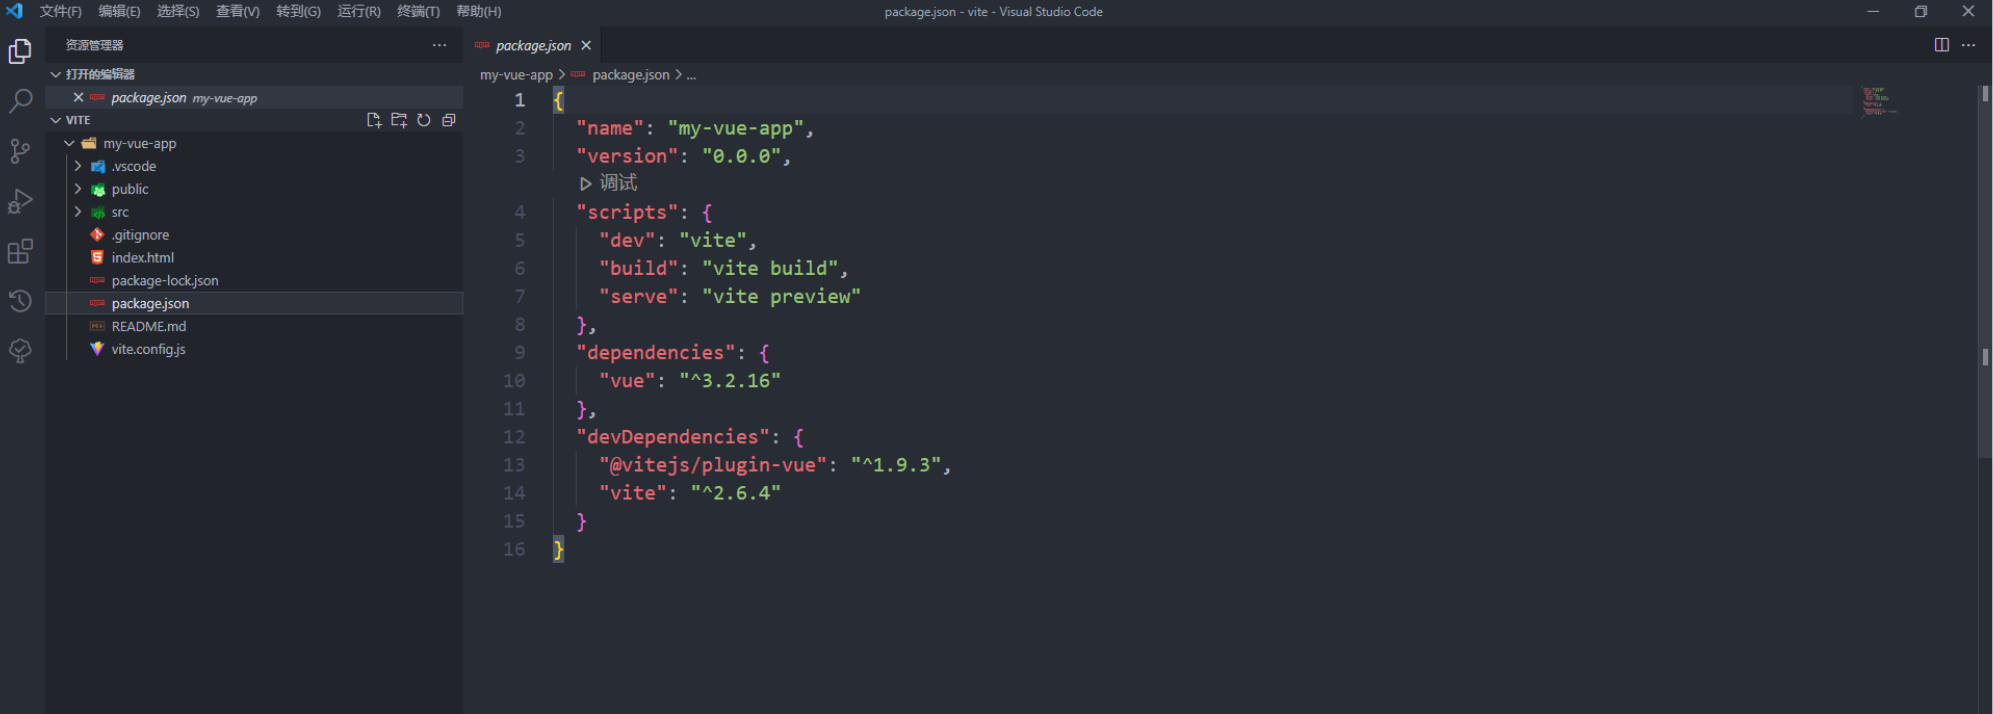 文件(F) 编辑(E) 选择(S) 查看(V) 转到(G) 运行(R) 终端(T) 帮助(H) package.json - vite - Visual Studio Code
资源管理器
打开的编辑器
package.json my-vue-app
VITE
my-vue-app
.vscode
public
src
.gitignore
index.html
package-lock.json
package.json
README.md
vite.config.js
package.json
my-vue-app > package.json > ...
1 {
2 "name": "my-vue-app",
3 "version": "0.0.0",
调试
4 "scripts": {
5 "dev": "vite",
6 "build": "vite build",
7 "serve": "vite preview"
8 },
9 "dependencies": {
10 "vue": "^3.2.16"
11 },
12 "devDependencies": {
13 "@vitejs/plugin-vue": "^1.9.3",
14 "vite": "^2.6.4"
15 }
16 }